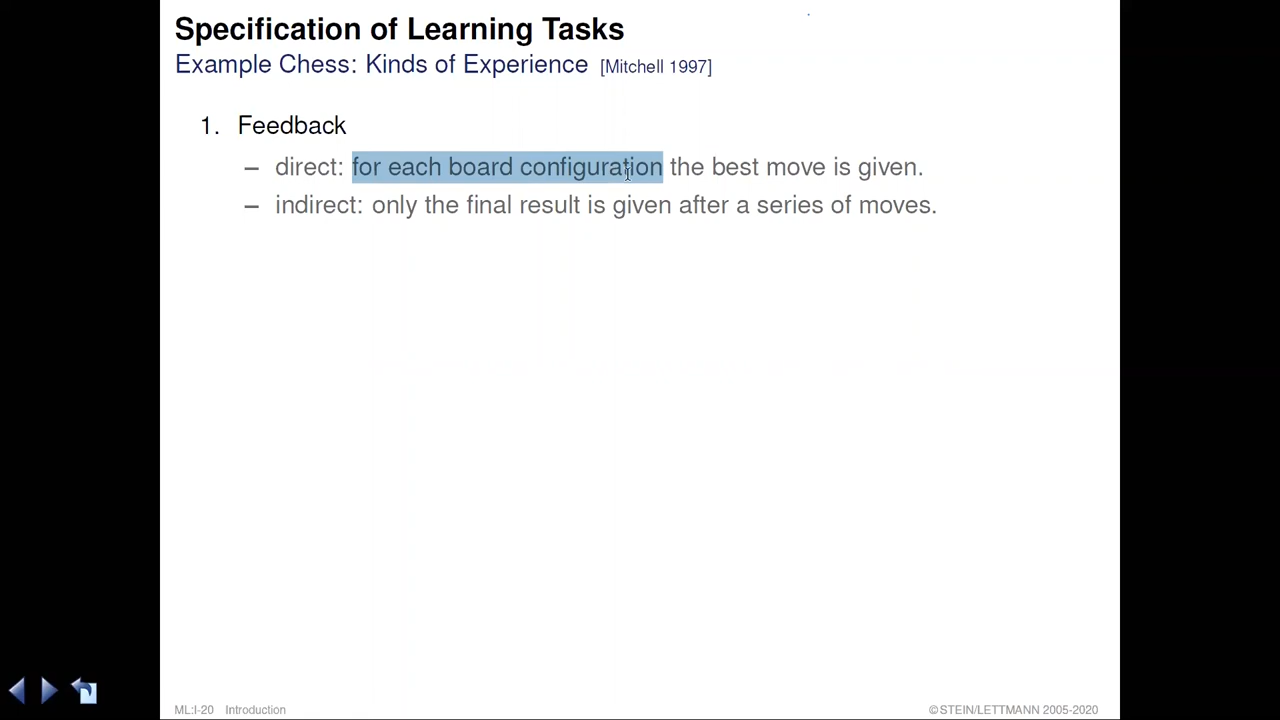 Specification of Learning Tasks
Example Chess: Kinds of Experience [Mitchell 1997]
1. Feedback
– direct: for each board configuration the best move is given.
– indirect: only the final result is given after a series of moves.
ML:I-20 Introduction
©STEIN/LETTMANN 2005-2020